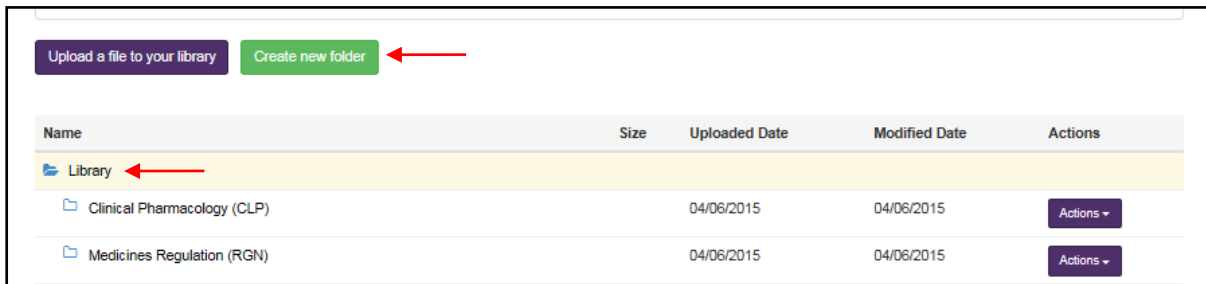 Upload a file to your library Create new folder
Name Size Uploaded Date Modified Date Actions
Library
Clinical Pharmacology (CLP) 04/06/2015 04/06/2015 Actions
Medicines Regulation (RGN) 04/06/2015 04/06/2015 Actions